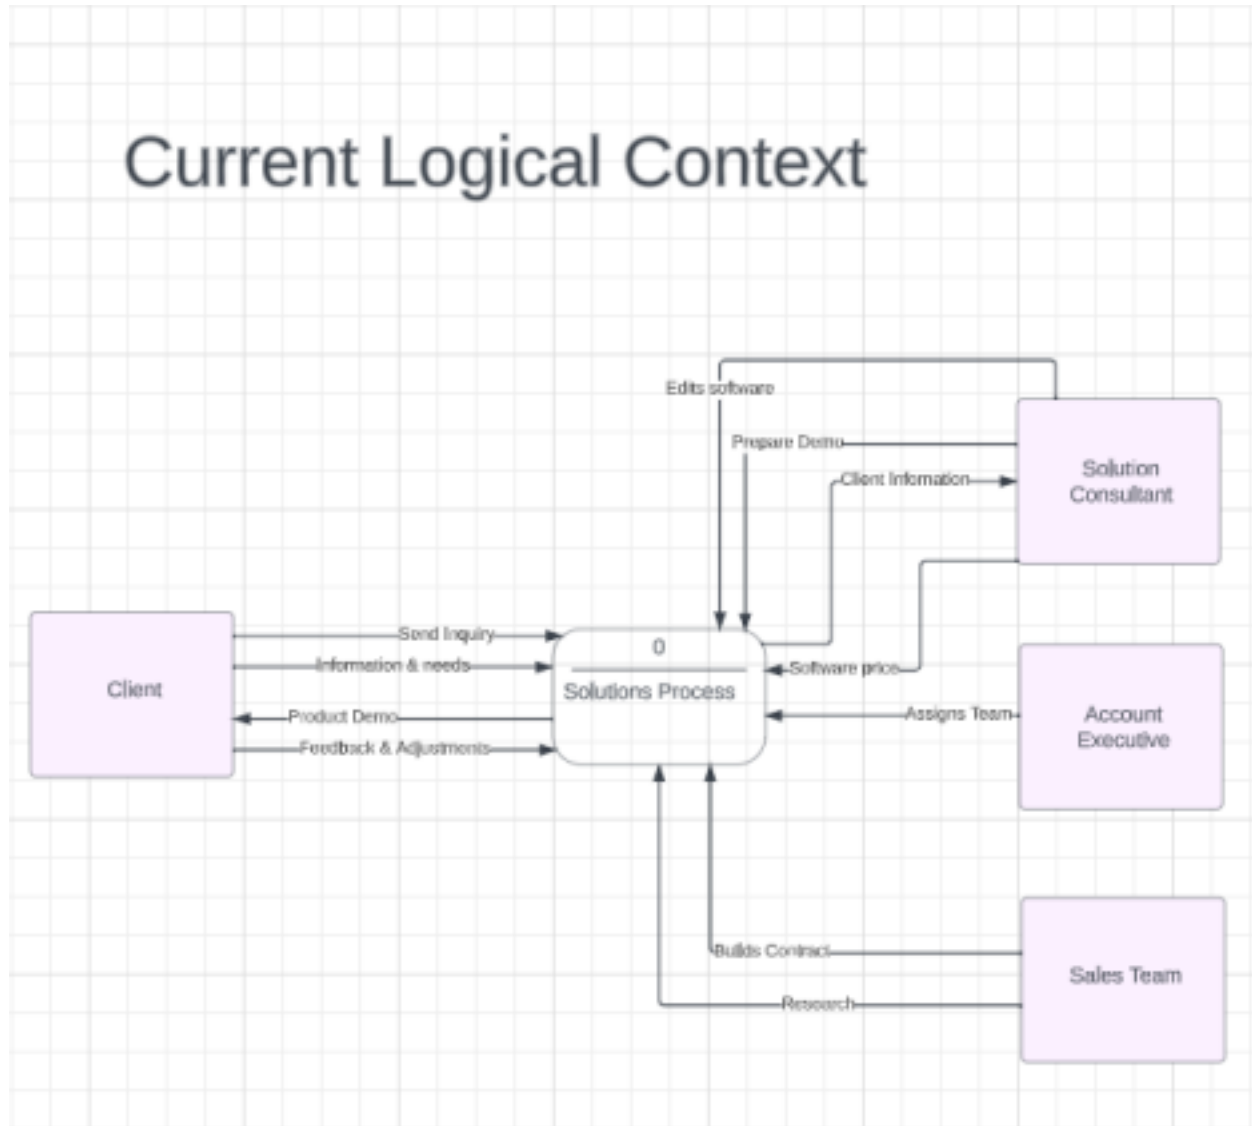 Current Logical Context
Edits software
Prepare Demo
Client Infomation
Solution
Consultant
Send Inquiry
Information & needs
Client
Product Demo
Feedback & Adjustments
0
Solutions Process
Software price
Assigns Team
Account
Executive
Builds Contract
Research
Sales Team